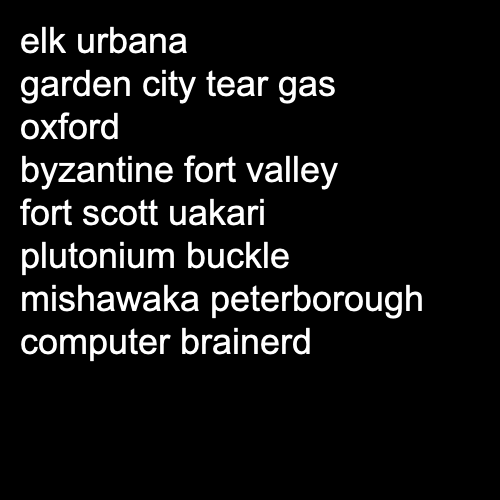 elk urbana
garden city tear gas
oxford
byzantine fort valley
fort scott uakari
plutonium buckle
mishawaka peterborough
computer brainerd